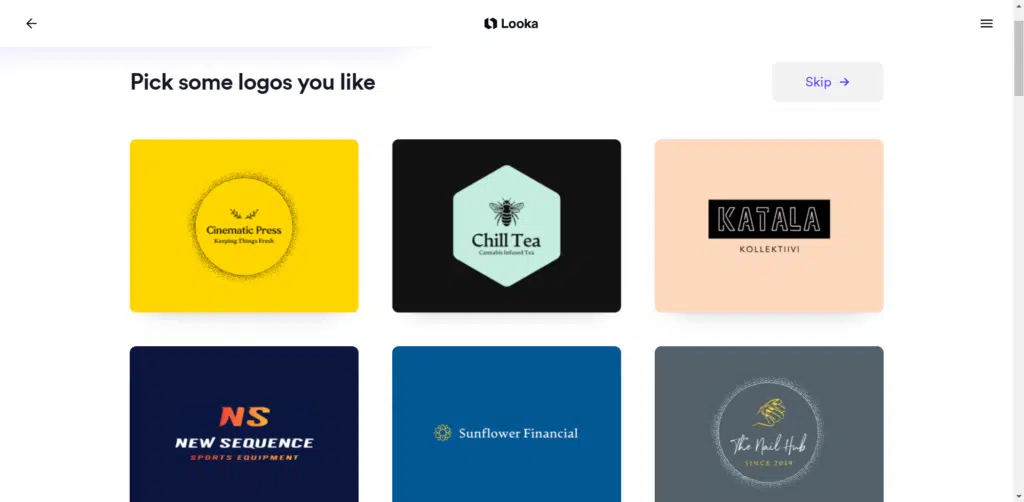 Looka
Pick some logos you like
Skip →
Cinematic Press
Keeping Things Fresh
Chill Tea
Cannabis Infused Tea
KATALA
KOLLEKTIIVI
NS
NEW SEQUENCE
SPORTS EQUIPMENT
Sunflower Financial
The Nail Hub
SINCE 2019